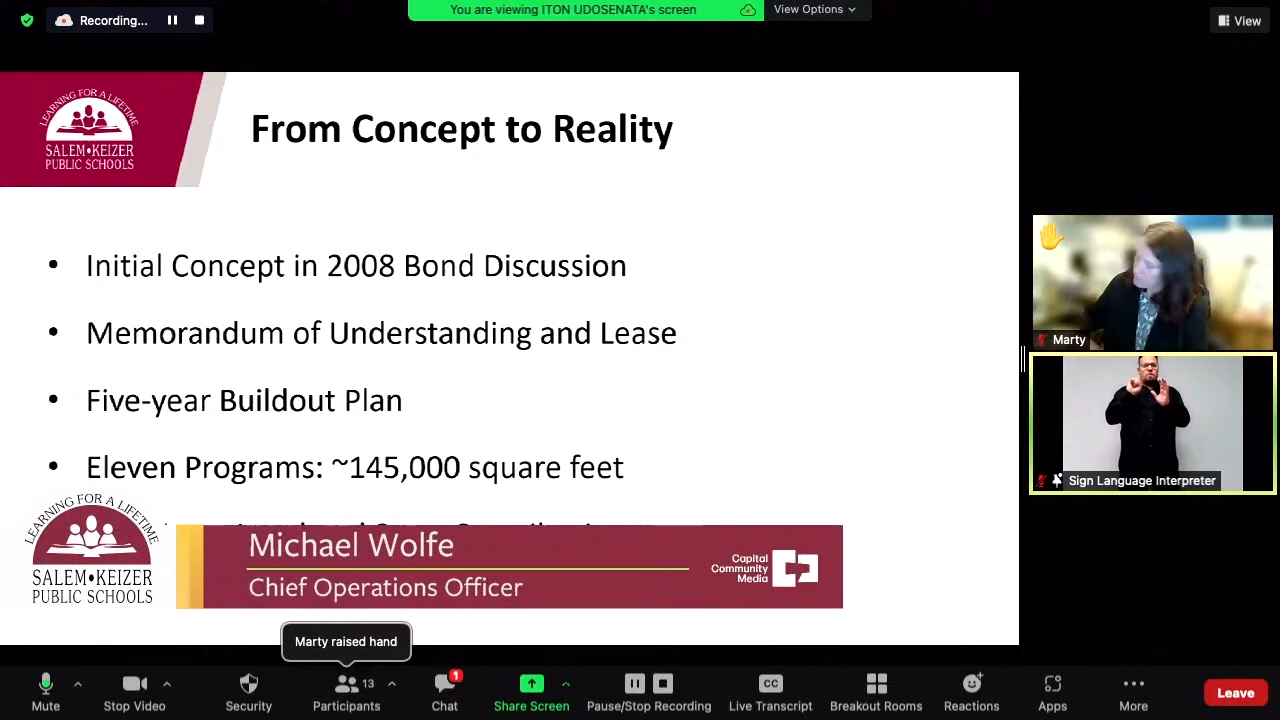 Recording...
You are viewing ITON UDOSENATA's screen
View Options
View
LEARNING FOR A LIFETIME
SALEM•KEIZER
PUBLIC SCHOOLS
From Concept to Reality
• Initial Concept in 2008 Bond Discussion
• Memorandum of Understanding and Lease
• Five-year Buildout Plan
• Eleven Programs: ~145,000 square feet
Marty
Sign Language Interpreter
LEARNING FOR A LIFETIME
SALEM•KEIZER
PUBLIC SCHOOLS
Michael Wolfe
Chief Operations Officer
Capital
Community
Media
Marty raised hand
Mute
Stop Video
Security
13
Participants
1
Chat
Share Screen
Pause/Stop Recording
CC
Live Transcript
Breakout Rooms
Reactions
Apps
More
Leave